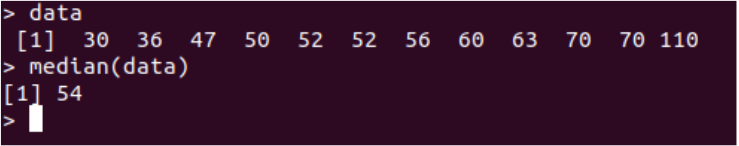 > data
 [1]  30  36  47  50  52  52  56  60  63  70  70 110
> median(data)
[1] 54
>